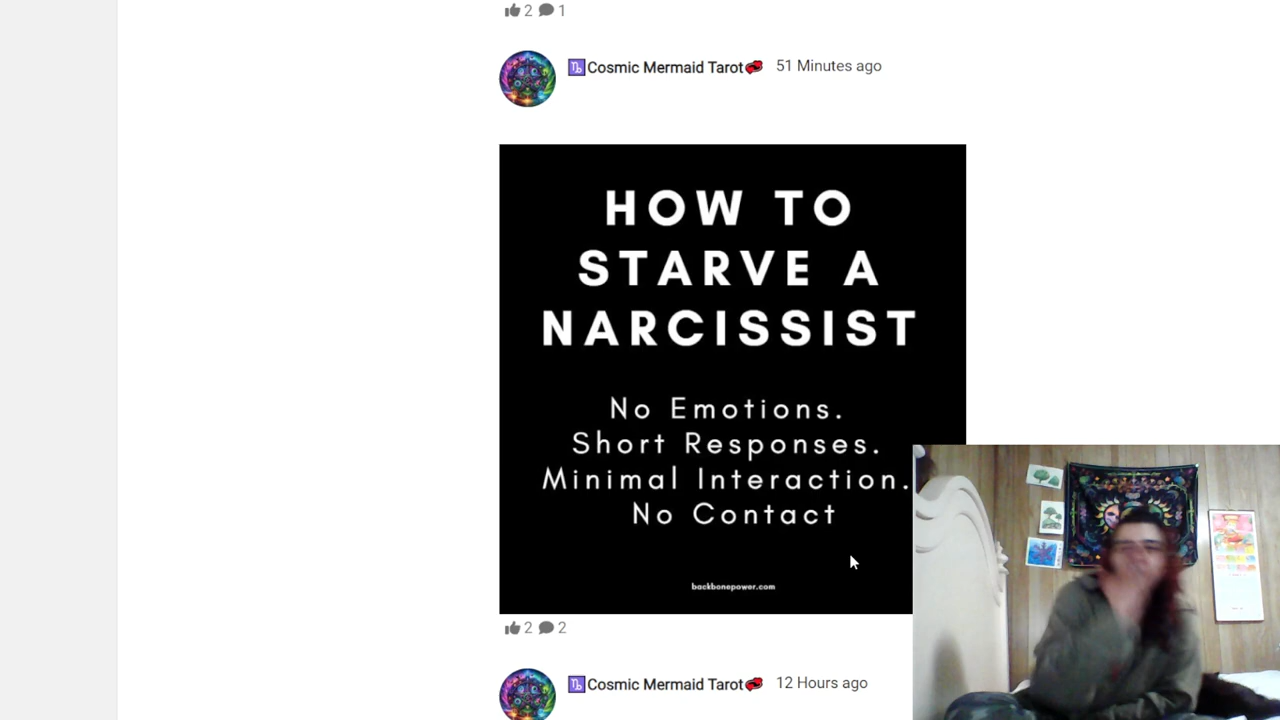 2 1
♑Cosmic Mermaid Tarot💋 51 Minutes ago
HOW TO
STARVE A
NARCISSIST
No Emotions.
Short Responses.
Minimal Interaction.
No Contact
backbonepower.com
2 2
♑Cosmic Mermaid Tarot💋 12 Hours ago